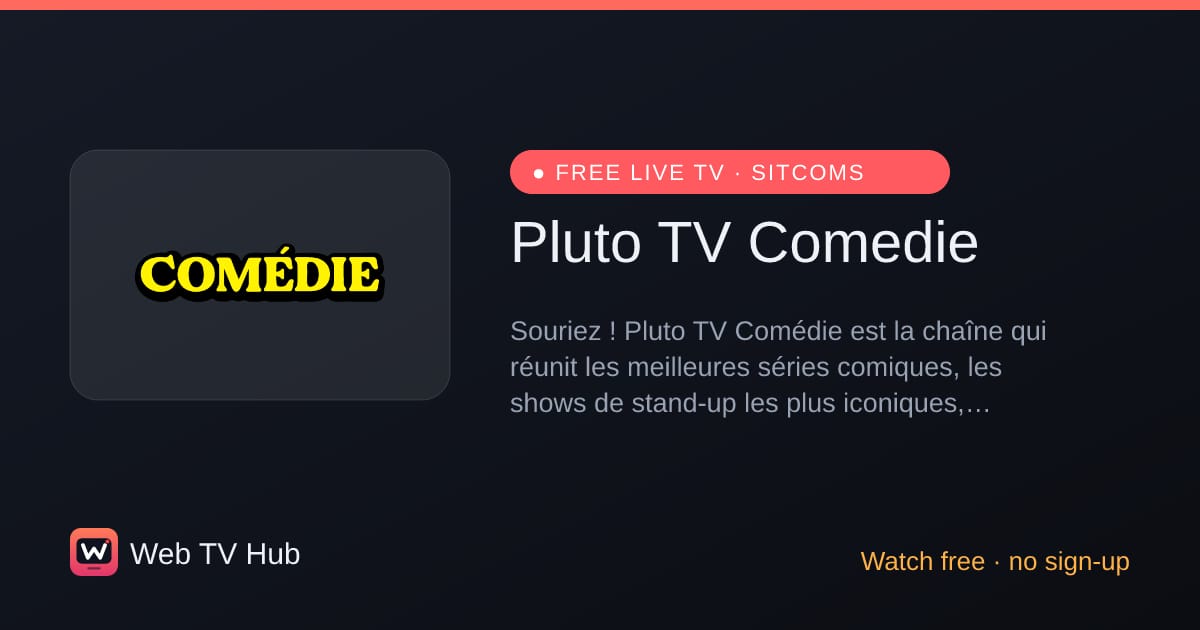 COMÉDIE
● FREE LIVE TV · SITCOMS
Pluto TV Comedie
Souriez ! Pluto TV Comédie est la chaîne qui
réunit les meilleures séries comiques, les
shows de stand-up les plus iconiques,…
W
Web TV Hub
Watch free · no sign-up